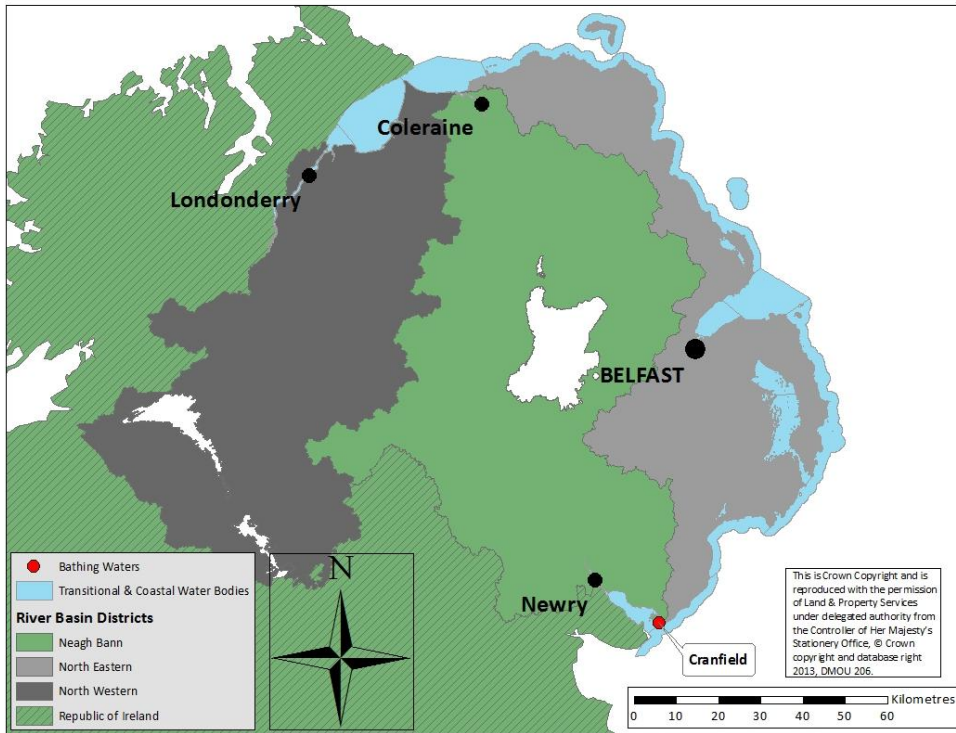 Coleraine
Londonderry
BELFAST
Newry
Cranfield
Bathing Waters
Transitional & Coastal Water Bodies
River Basin Districts
Neagh Bann
North Eastern
North Western
Republic of Ireland
N
This is Crown Copyright and is
reproduced with the permission
of Land & Property Services
under delegated authority from
the Controller of Her Majesty's
Stationery Office, © Crown
copyright and database right
2013, DMOU 206.
Kilometres
0 10 20 30 40 50 60